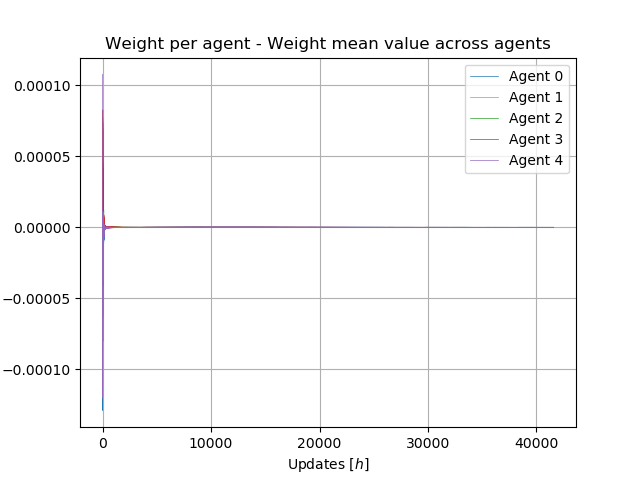 Weight per agent - Weight mean value across agents
0.00010
0.00005
0.00000
−0.00005
−0.00010
Agent 0
Agent 1
Agent 2
Agent 3
Agent 4
0 10000 20000 30000 40000
Updates [h]